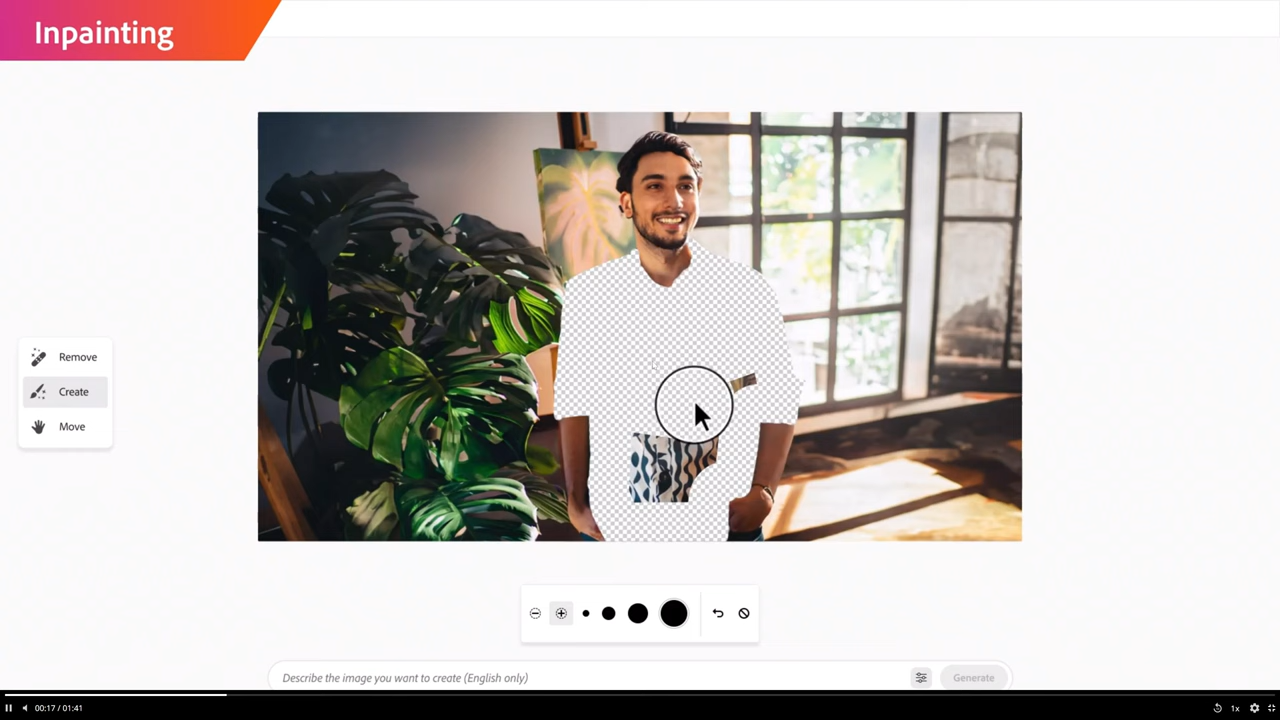 Inpainting
Remove
Create
Move
Describe the image you want to create (English only)
Generate
00:17 / 01:41
1x